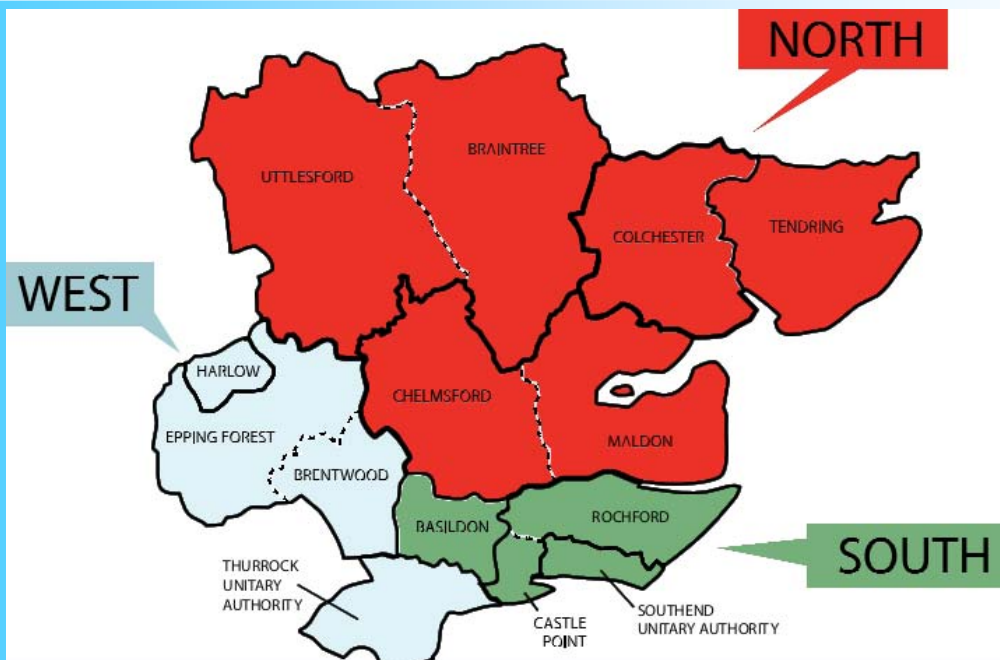 NORTH
BRAINTREE
UTTLESFORD
TENDRING
COLCHESTER
WEST
HARLOW
CHELMSFORD
EPPING FOREST
MALDON
BRENTWOOD
ROCHFORD
BASILDON
SOUTH
THURROCK
UNITARY
AUTHORITY
CASTLE
POINT
SOUTHEND
UNITARY AUTHORITY